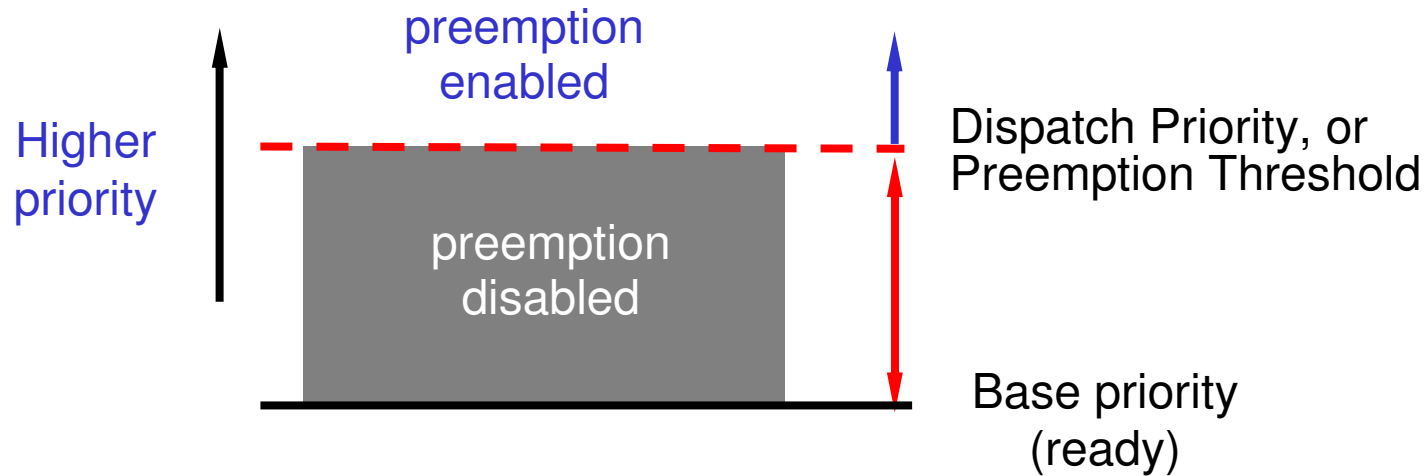 preemption
enabled
Higher
priority
Dispatch Priority, or
Preemption Threshold
preemption
disabled
Base priority
(ready)